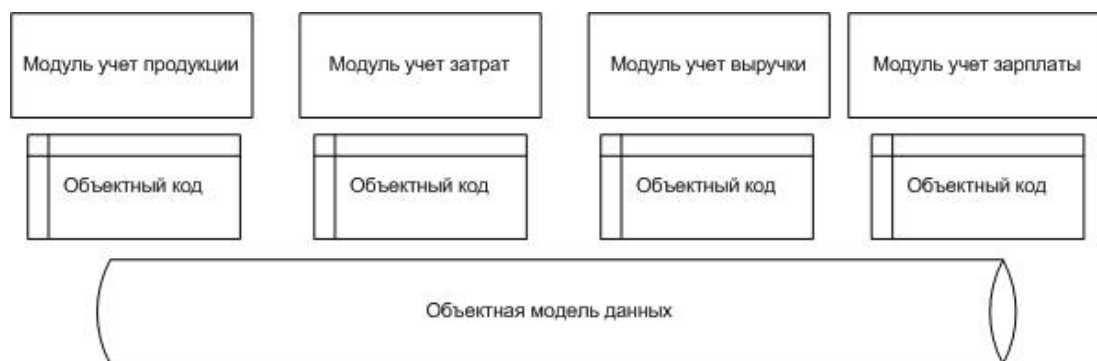 Модуль учет продукции
Модуль учет затрат
Модуль учет выручки
Модуль учет зарплаты
Объектный код
Объектный код
Объектный код
Объектный код
Объектная модель данных